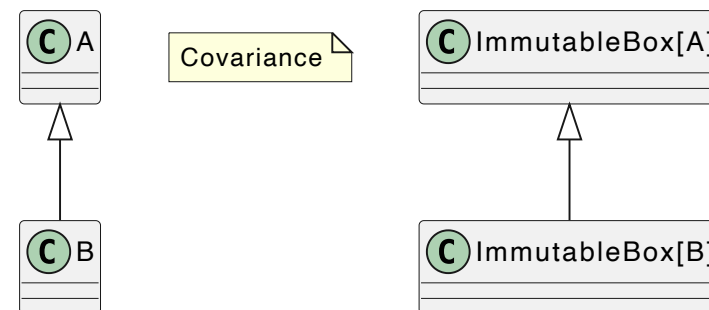 C A
Covariance
C ImmutableBox[A]
C B
C ImmutableBox[B]